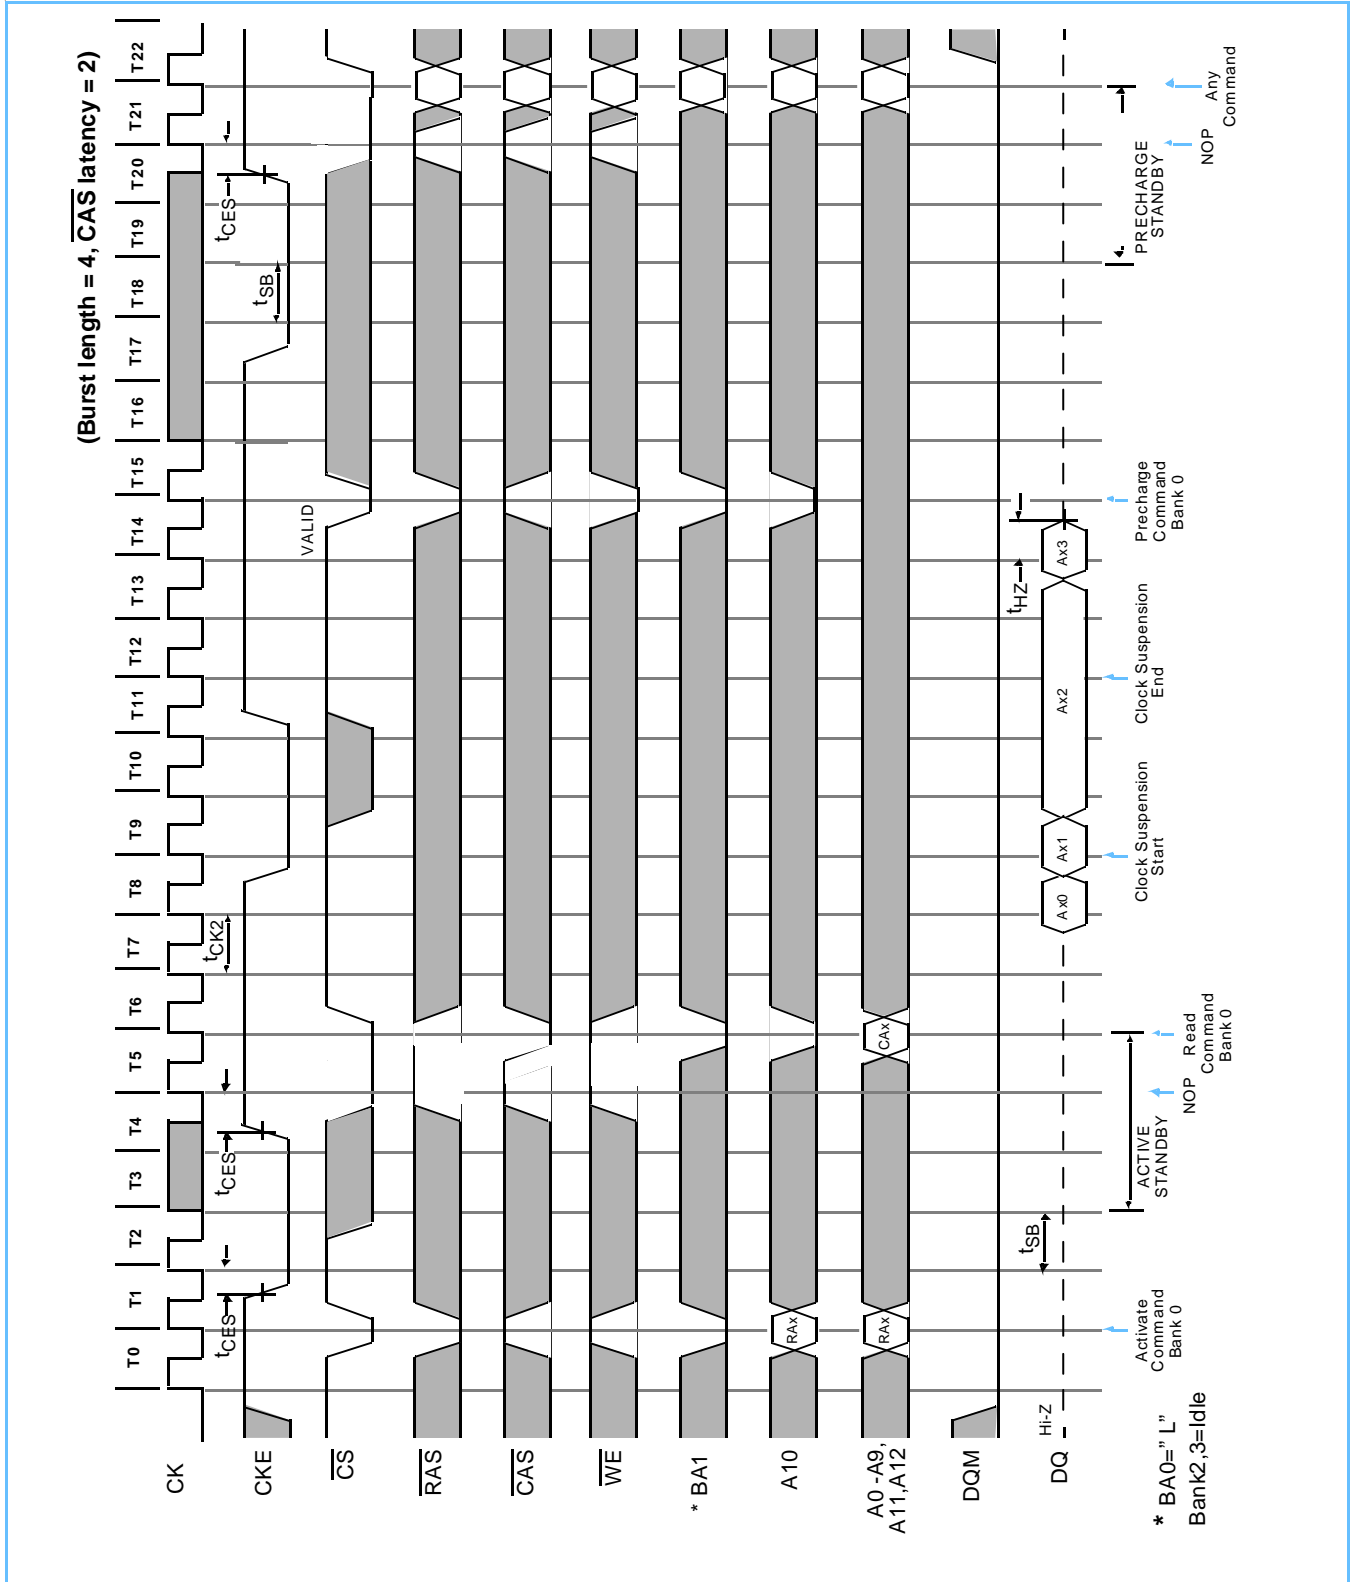 (Burst length = 4, CAS latency = 2)
T0 T1 T2 T3 T4 T5 T6 T7 T8 T9 T10 T11 T12 T13 T14 T15 T16 T17 T18 T19 T20 T21 T22
CK
tCES
tCES
tCK2
tCES
CKE
tSB
CS
VALID
RAS
CAS
WE
* BA1
A10
RAx
A0 -A9,
A11,A12
RAx
CAx
DQM
tSB
tHZ
DQ
Hi-Z
Ax0
Ax1
Ax2
Ax3
ACTIVE
STANDBY
PRECHARGE
STANDBY
Activate
Command
Bank 0
NOP
Read
Command
Bank 0
Clock Suspension
Start
Clock Suspension
End
Precharge
Command
Bank 0
NOP
Any
Command
* BA0=” L”
Bank2,3=Idle